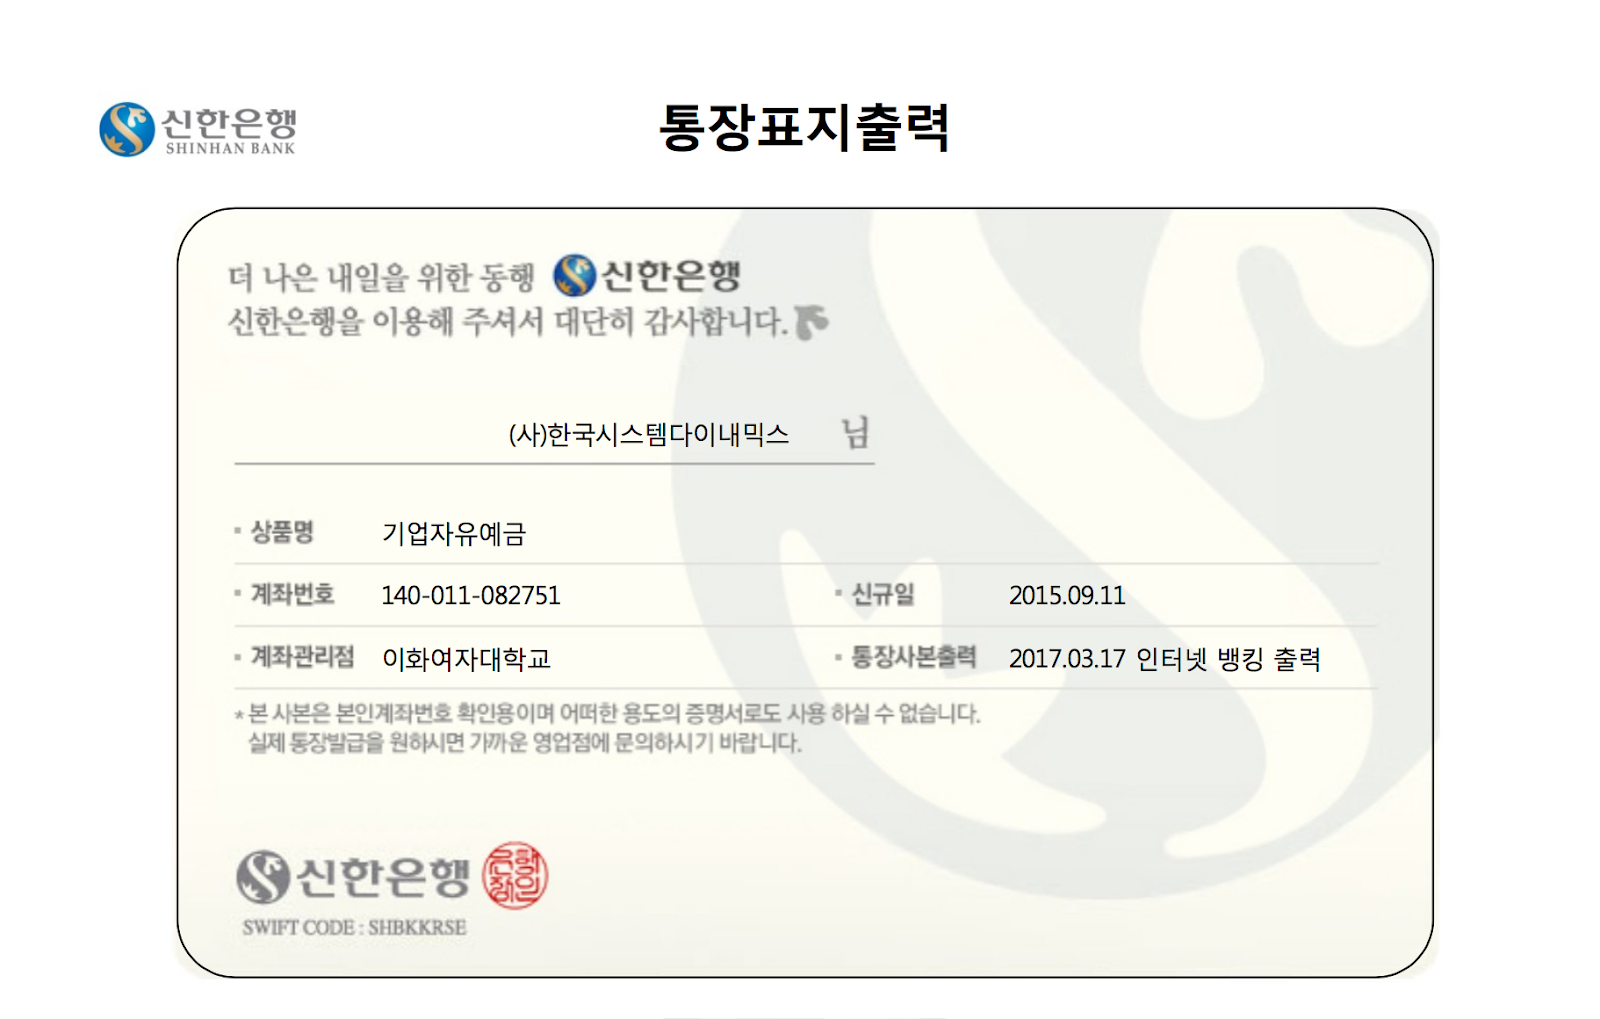 신한은행
SHINHAN BANK
통장표지출력
더 나은 내일을 위한 동행 신한은행
신한은행을 이용해 주셔서 대단히 감사합니다.
(사)한국시스템다이내믹스 님
상품명 기업자유예금
계좌번호 140-011-082751 신규일 2015.09.11
계좌관리점 이화여자대학교 통장사본출력 2017.03.17 인터넷 뱅킹 출력
* 본 사본은 본인계좌번호 확인용이며 어떠한 용도의 증명서로도 사용 하실 수 없습니다.
실제 통장발급을 원하시면 가까운 영업점에 문의하시기 바랍니다.
신한은행
SWIFT CODE : SHBKKRSE